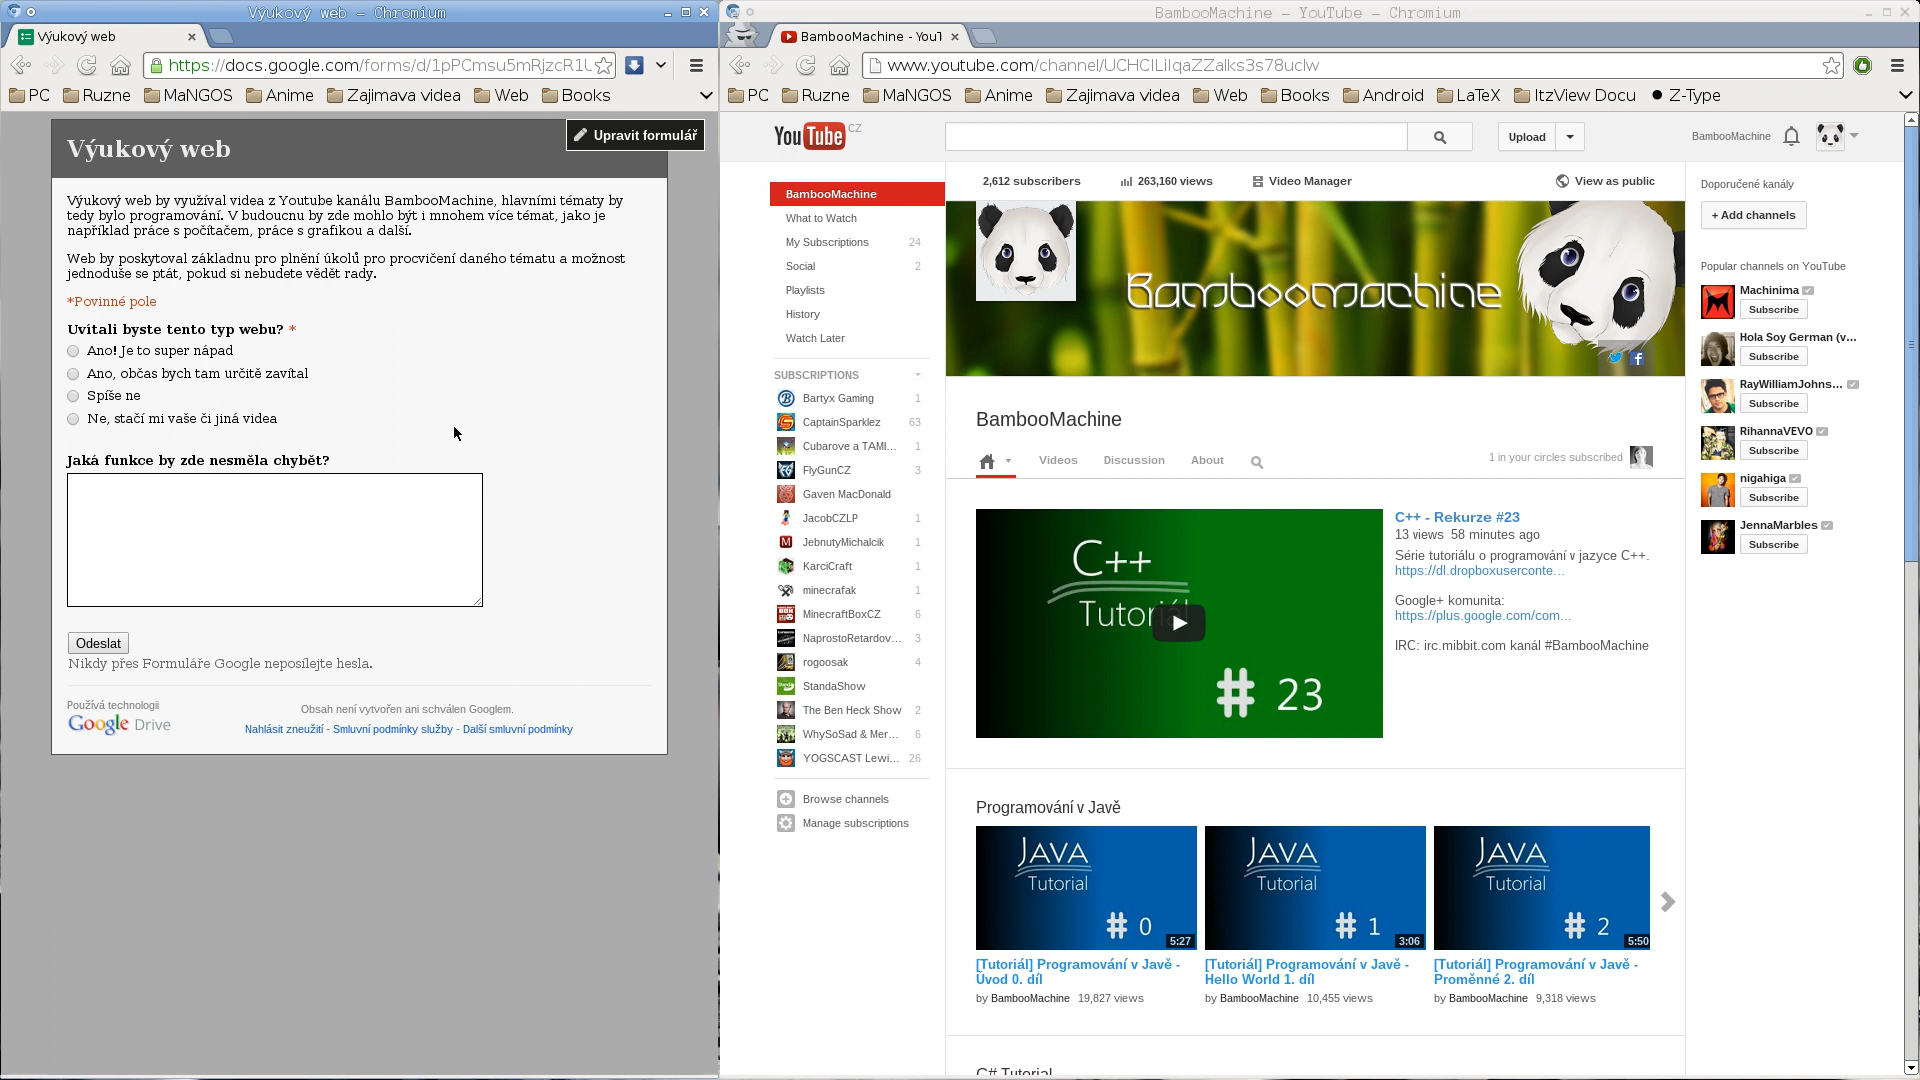 Výukový web - Chromium
Výukový web
https://docs.google.com/forms/d/1pPCmsu5mRjzcR1U
PC Ruzne MaNGOS Anime Zajimava videa Web Books
Upravit formulář
Výukový web
Výukový web by využíval videa z Youtube kanálu BambooMachine, hlavními tématy by
tedy bylo programování. V budoucnu by zde mohlo být i mnohem více témat, jako je
například práce s počítačem, práce s grafikou a další.
Web by poskytoval základnu pro plnění úkolů pro procvičení daného tématu a možnost
jednoduše se ptát, pokud si nebudete vědět rady.
*Povinné pole
Uvítali byste tento typ webu? *
Ano! Je to super nápad
Ano, občas bych tam určitě zavítal
Spíše ne
Ne, stačí mi vaše či jiná videa
Jaká funkce by zde nesměla chybět?
Odeslat
Nikdy přes Formuláře Google neposílejte hesla.
Používá technologii
Google Drive
Obsah není vytvořen ani schválen Googlem.
Nahlásit zneužití - Smluvní podmínky služby - Další smluvní podmínky
BambooMachine - YouTube - Chromium
BambooMachine - YouT
www.youtube.com/channel/UCHClLiIqaZZalks3s78uclw
PC Ruzne MaNGOS Anime Zajimava videa Web Books Android LaTeX ItzView Docu Z-Type
YouTube CZ
Upload
BambooMachine
BambooMachine
What to Watch
My Subscriptions 24
Social 2
Playlists
History
Watch Later
SUBSCRIPTIONS
Bartyx Gaming 1
CaptainSparklez 63
Cubarove a TAMI... 1
FlyGunCZ 3
Gaven MacDonald
JacobCZLP 1
JebnutyMichalcik 1
KarciCraft 1
minecrafak 1
MinecraftBoxCZ 6
NaprostoRetardov... 3
rogoosak 4
StandaShow
The Ben Heck Show 2
WhySoSad & Mer... 6
YOGSCAST Lewi... 26
Browse channels
Manage subscriptions
2,612 subscribers 263,160 views Video Manager View as public
Bamboomachine
BambooMachine
Videos Discussion About
1 in your circles subscribed
C++
Tutoriál
# 23
C++ - Rekurze #23
13 views 58 minutes ago
Série tutoriálu o programování v jazyce C++.
https://dl.dropboxuserconte...
Google+ komunita:
https://plus.google.com/com...
IRC: irc.mibbit.com kanál #BambooMachine
Programování v Javě
JAVA
Tutorial
# 0
5:27
[Tutoriál] Programování v Javě -
Úvod 0. díl
by BambooMachine 19,827 views
JAVA
Tutorial
# 1
3:06
[Tutoriál] Programování v Javě -
Hello World 1. díl
by BambooMachine 10,455 views
JAVA
Tutorial
# 2
5:50
[Tutoriál] Programování v Javě -
Proměnné 2. díl
by BambooMachine 9,318 views
C# Tutorial
Doporučené kanály
+ Add channels
Popular channels on YouTube
Machinima
Subscribe
Hola Soy German (v...
Subscribe
RayWilliamJohns...
Subscribe
RihannaVEVO
Subscribe
nigahiga
Subscribe
JennaMarbles
Subscribe